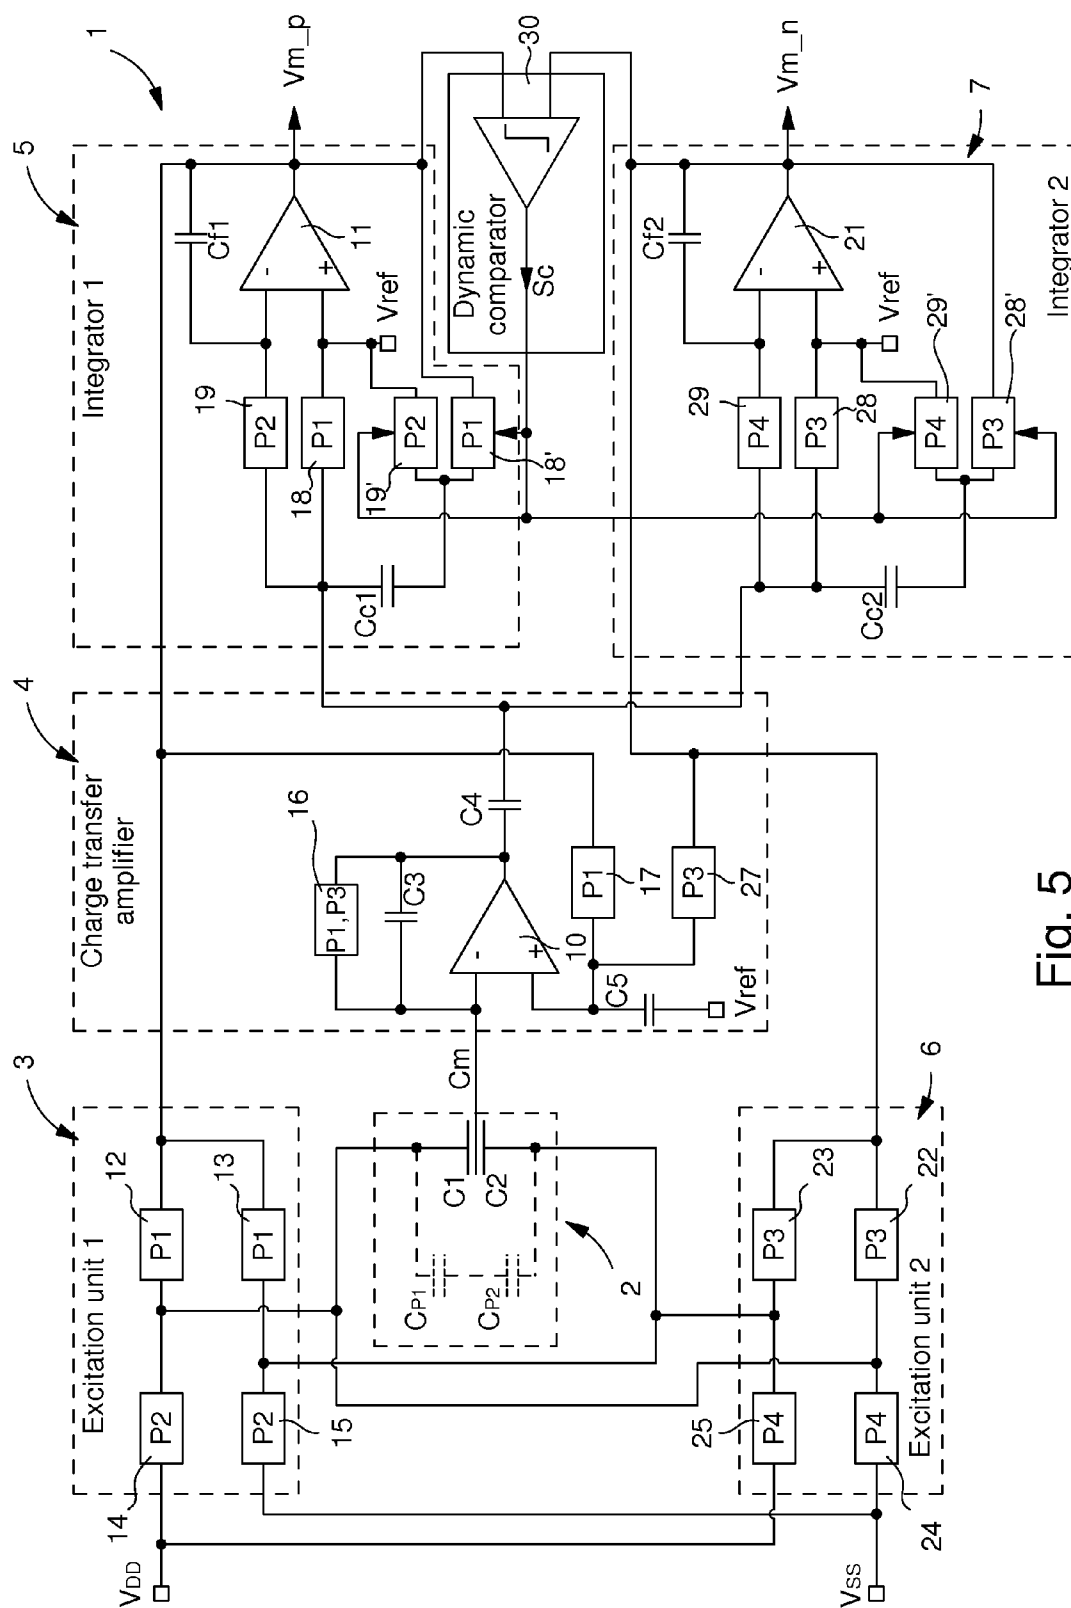 1
3
4
5
Excitation unit 1
Charge transfer
amplifier
Integrator 1
VDD
14
P2
12
P1
P2
15
P1
13
16
P1, P3
C3
C4
10
-
+
Cm
C1
C2
CP1
CP2
2
C5
Vref
P1
17
P3
27
19
P2
18
P1
19'
P2
P1
18'
Cc1
Vref
Cf1
-
+
11
Vm_p
Dynamic
comparator
Sc
30
25
P4
P3
23
P4
24
P3
22
Excitation unit 2
6
VSS
29
P4
P3
28
P4
29'
P3
28'
Cc2
Vref
Cf2
-
+
21
Vm_n
7
Integrator 2
Fig. 5